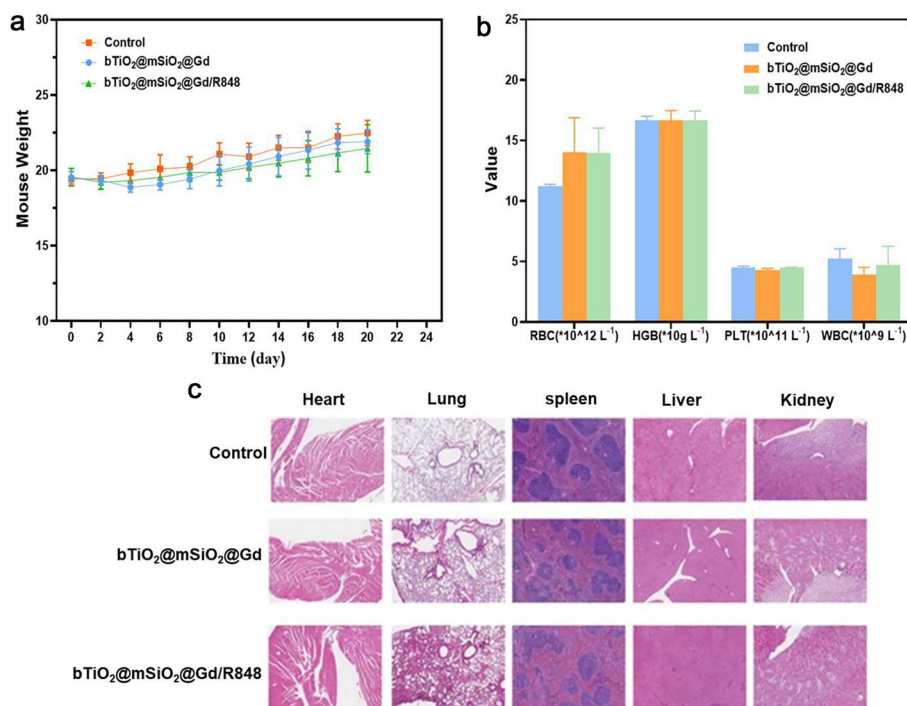 a
30
25
20
15
10
Mouse Weight
Control
bTiO₂@mSiO₂@Gd
bTiO₂@mSiO₂@Gd/R848
0 2 4 6 8 10 12 14 16 18 20 22 24
Time (day)
b
25
20
15
10
5
0
Value
Control
bTiO₂@mSiO₂@Gd
bTiO₂@mSiO₂@Gd/R848
RBC(*10^12 L⁻¹) HGB(*10g L⁻¹) PLT(*10^11 L⁻¹) WBC(*10^9 L⁻¹)
c
Heart Lung spleen Liver Kidney
Control
bTiO₂@mSiO₂@Gd
bTiO₂@mSiO₂@Gd/R848